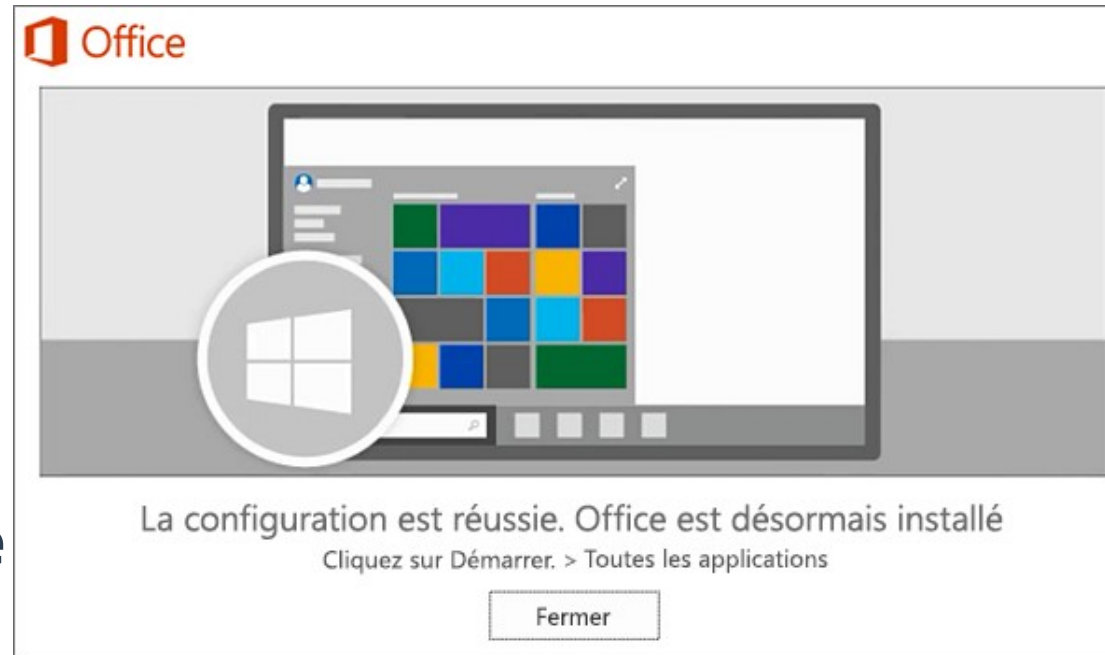 Office
La configuration est réussie. Office est désormais installé
e
Cliquez sur Démarrer. > Toutes les applications
Fermer